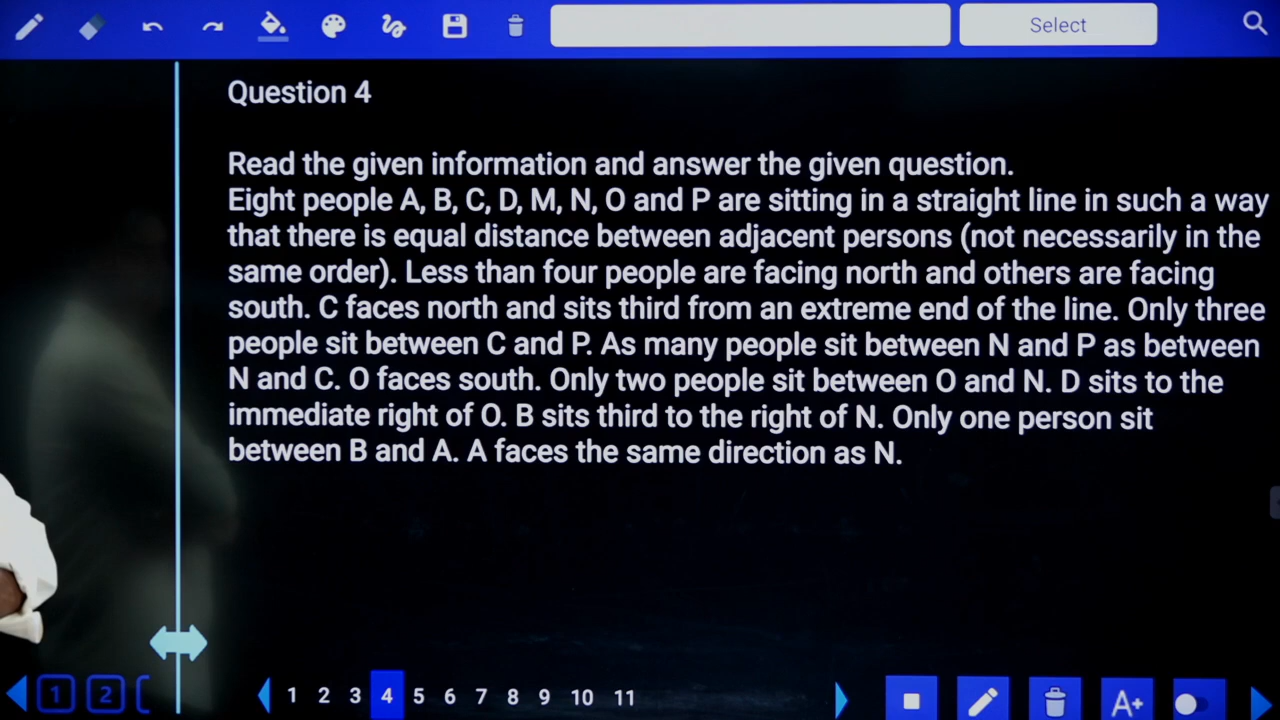 Select
Question 4
Read the given information and answer the given question.
Eight people A, B, C, D, M, N, O and P are sitting in a straight line in such a way
that there is equal distance between adjacent persons (not necessarily in the
same order). Less than four people are facing north and others are facing
south. C faces north and sits third from an extreme end of the line. Only three
people sit between C and P. As many people sit between N and P as between
N and C. O faces south. Only two people sit between O and N. D sits to the
immediate right of O. B sits third to the right of N. Only one person sit
between B and A. A faces the same direction as N.
1 2 1 2 3 4 5 6 7 8 9 10 11 A+